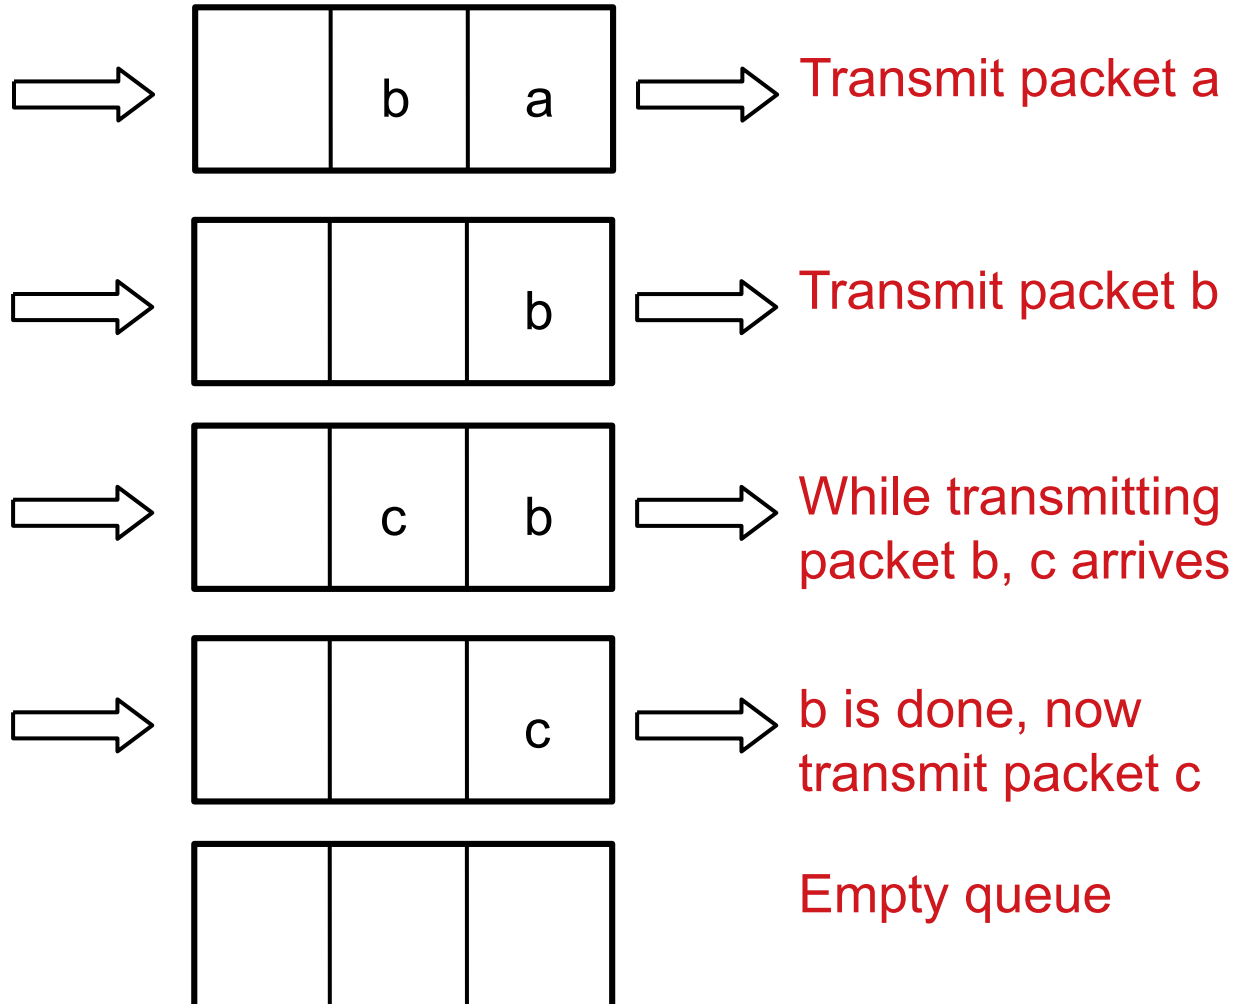 b a Transmit packet a
b Transmit packet b
c b While transmitting
packet b, c arrives
c b is done, now
transmit packet c
Empty queue